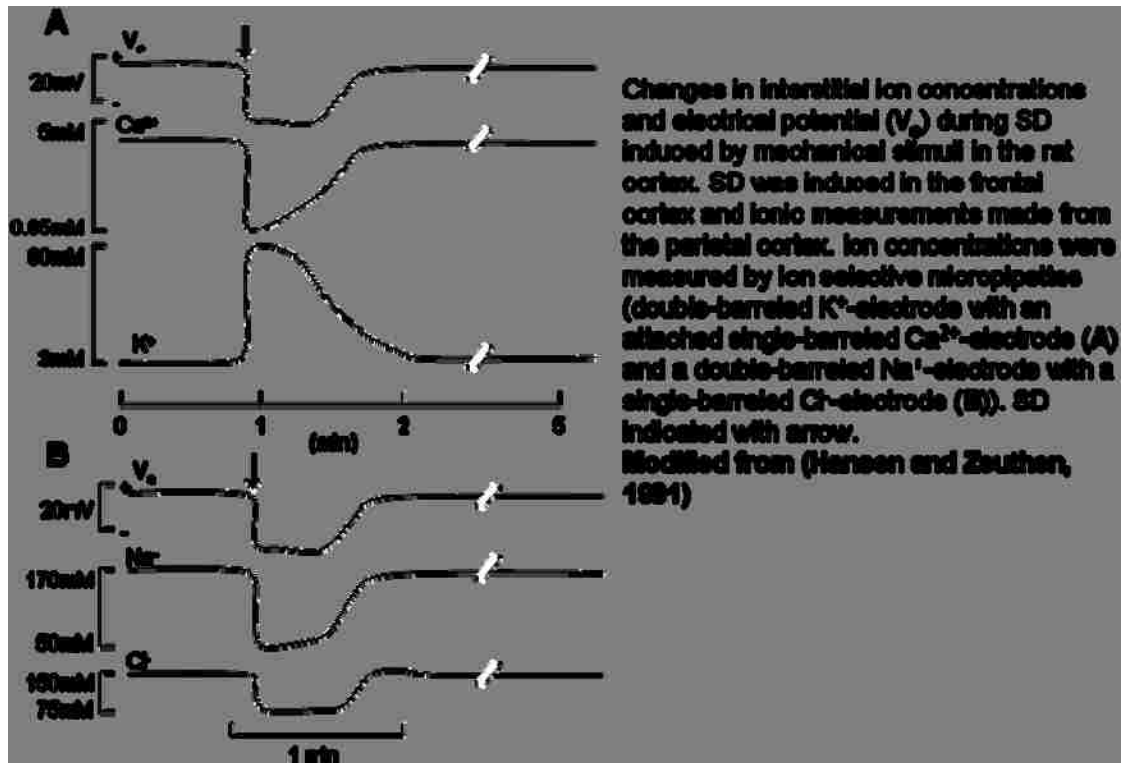 A
Vₑ
20mV
+
-
5mM
Ca²⁺
0.65mM
60mM
K⁺
3mM
0 1 2 5
(min)
B
Vₑ
20mV
+
-
Na⁺
170mM
50mM
Cl⁻
150mM
75mM
1 min
Changes in interstitial ion concentrations
and electrical potential (Vₑ) during SD
induced by mechanical stimuli in the rat
cortex. SD was induced in the frontal
cortex and ionic measurements made from
the parietal cortex. Ion concentrations were
measured by ion selective micropipettes
(double-barreled K⁺-electrode with an
attached single-barreled Ca²⁺-electrode (A)
and a double-barreled Na⁺-electrode with a
single-barreled Cl-electrode (B)). SD
indicated with arrow.
Modified from (Hansen and Zeuthen,
1981)